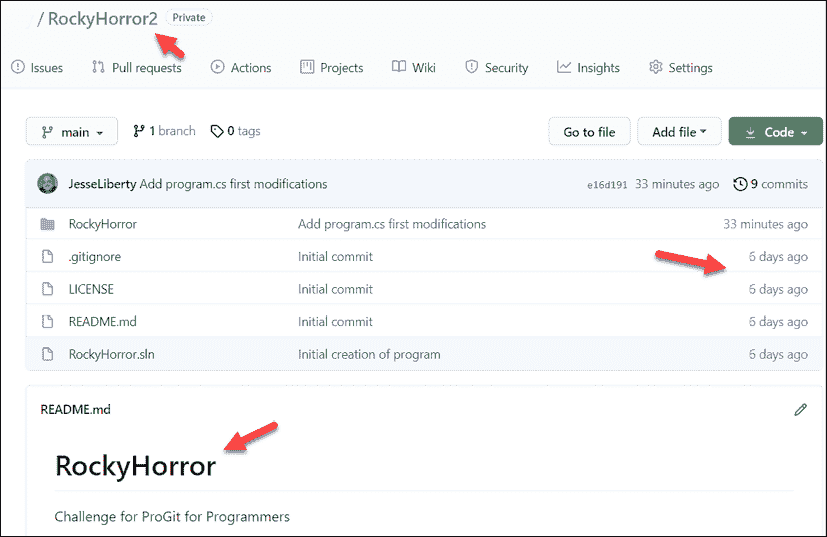 / RockyHorror2 Private
Issues Pull requests Actions Projects Wiki Security Insights Settings
main 1 branch 0 tags Go to file Add file Code
JesseLiberty Add program.cs first modifications e16d191 33 minutes ago 9 commits
RockyHorror Add program.cs first modifications 33 minutes ago
.gitignore Initial commit 6 days ago
LICENSE Initial commit 6 days ago
README.md Initial commit 6 days ago
RockyHorror.sln Initial creation of program 6 days ago
README.md
RockyHorror
Challenge for ProGit for Programmers